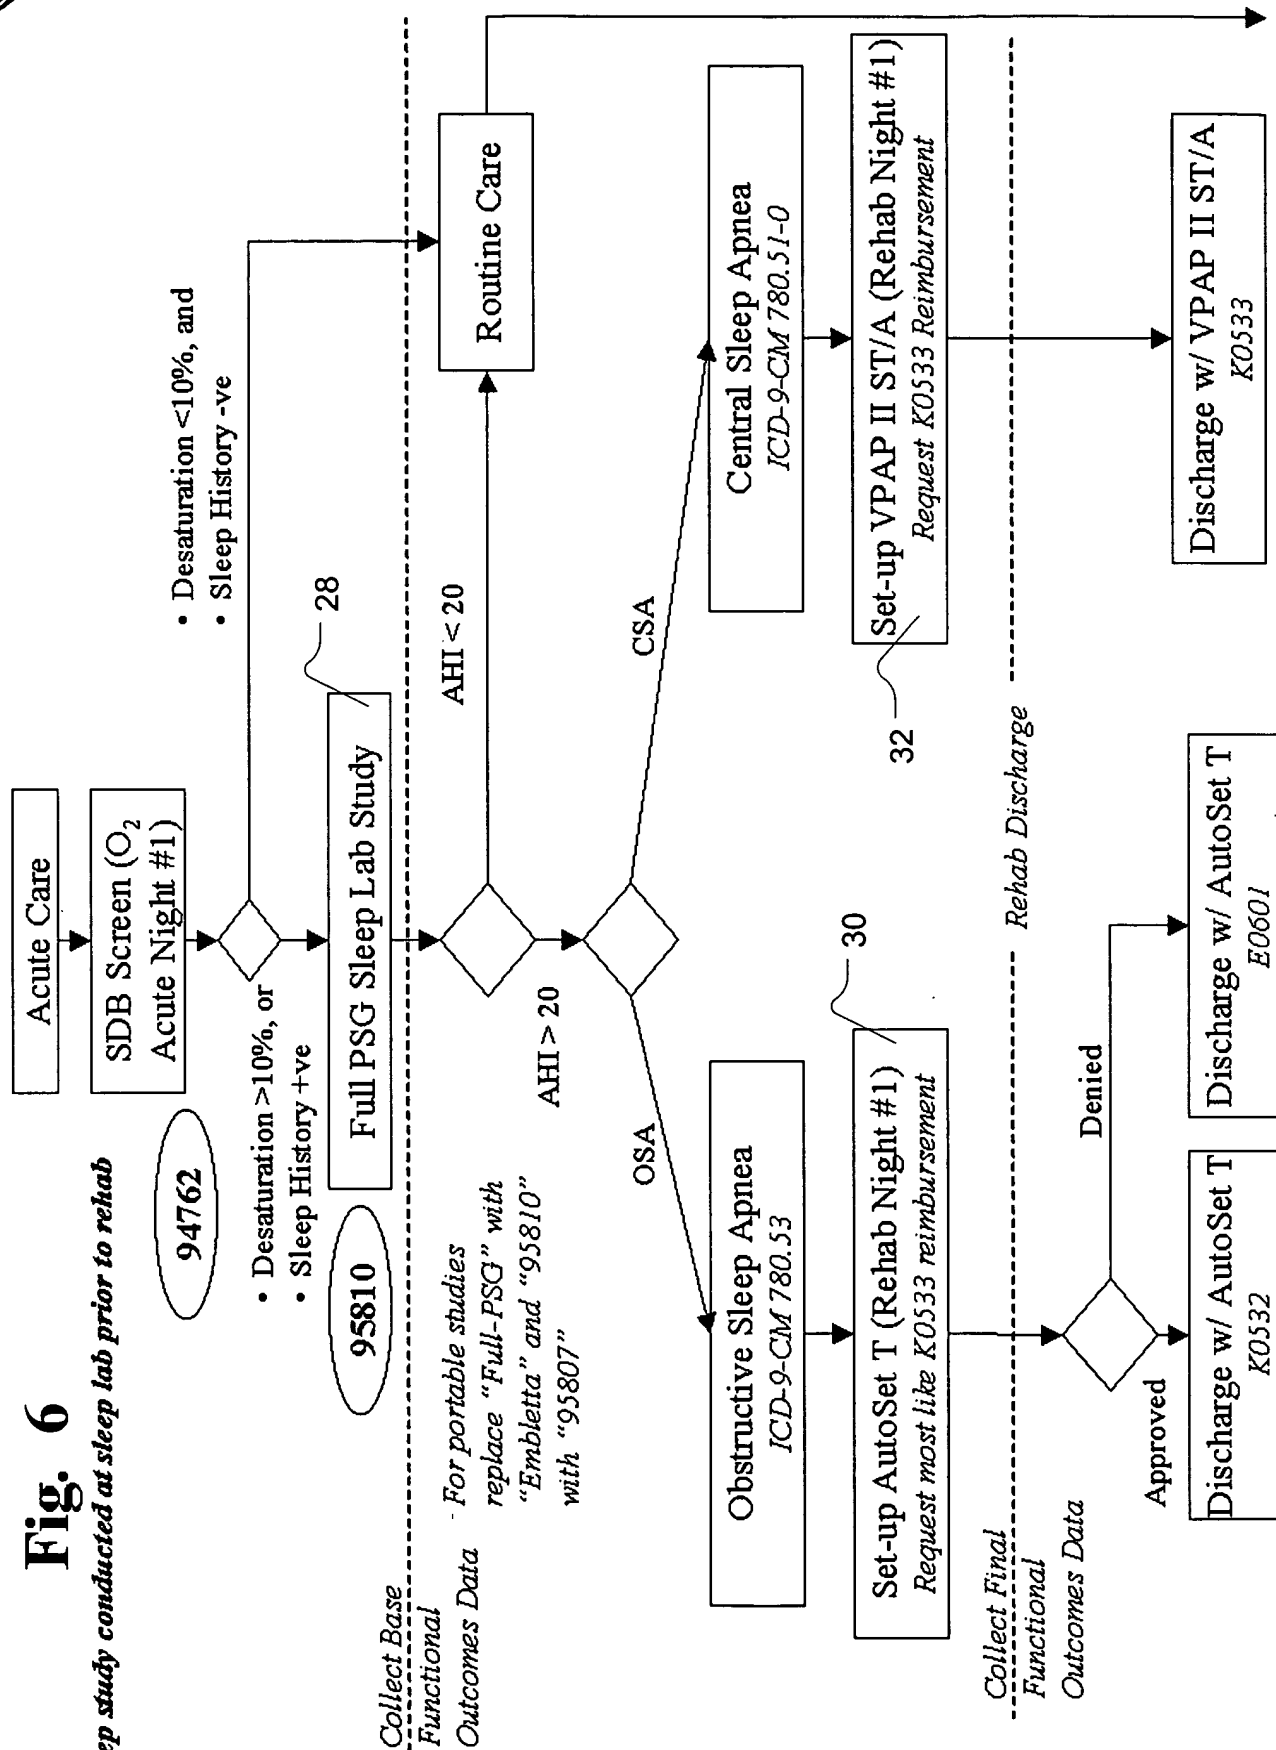 Fig. 6
ep study conducted at sleep lab prior to rehab
Acute Care
SDB Screen (O2
Acute Night #1)
94762
• Desaturation <10%, and
• Sleep History -ve
• Desaturation >10%, or
• Sleep History +ve
Full PSG Sleep Lab Study
28
95810
Collect Base
Functional
Outcomes Data
- For portable studies
replace “Full-PSG” with
“Embletta” and “95810”
with “95807”
AHI < 20
Routine Care
AHI > 20
OSA
CSA
Obstructive Sleep Apnea
ICD-9-CM 780.53
Central Sleep Apnea
ICD-9-CM 780.51-0
Set-up AutoSet T (Rehab Night #1)
Request most like K0533 reimbursement
30
Set-up VPAP II ST/A (Rehab Night #1)
Request K0533 Reimbursement
32
Collect Final
Functional
Outcomes Data
Rehab Discharge
Approved
Denied
Discharge w/ AutoSet T
K0532
Discharge w/ AutoSet T
E0601
Discharge w/ VPAP II ST/A
K0533